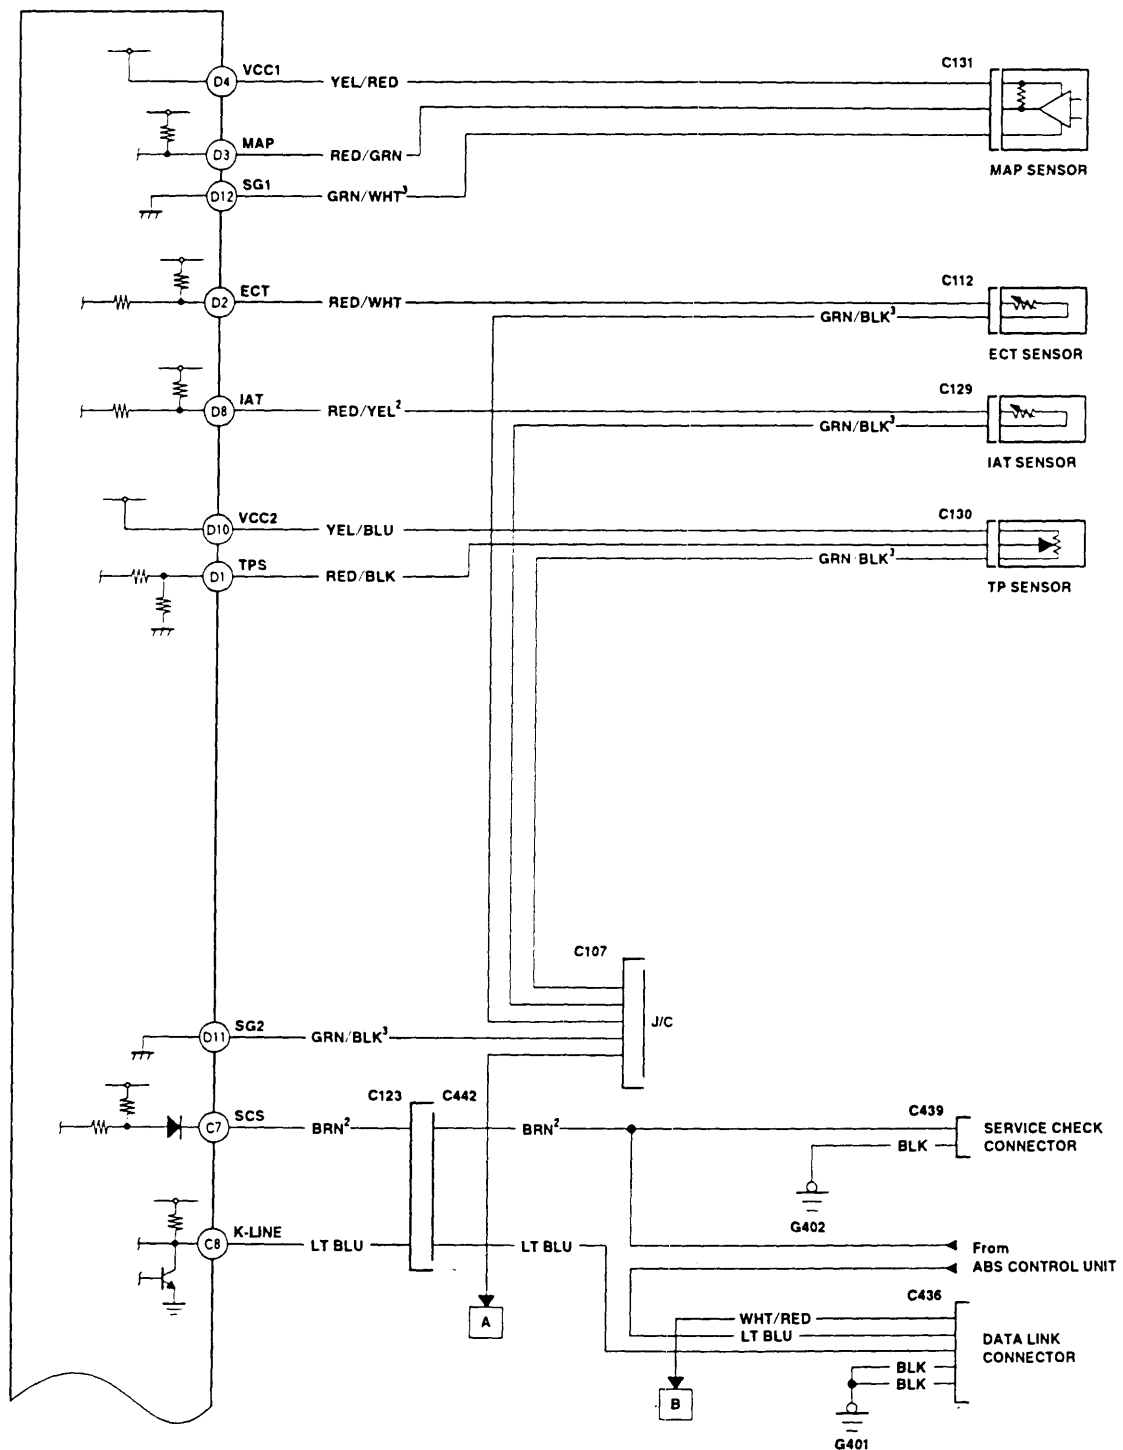 VCC1
D4
YEL/RED
C131
MAP
D3
RED/GRN
MAP SENSOR
SG1
D12
GRN/WHT³
ECT
D2
RED/WHT
C112
GRN/BLK³
ECT SENSOR
IAT
D8
RED/YEL²
C129
GRN/BLK³
IAT SENSOR
VCC2
D10
YEL/BLU
C130
TPS
D1
RED/BLK
GRN BLK³
TP SENSOR
C107
J/C
SG2
D11
GRN/BLK³
C123
C442
SCS
C7
BRN²
BRN²
C439
SERVICE CHECK
CONNECTOR
BLK
G402
K-LINE
C8
LT BLU
LT BLU
From
ABS CONTROL UNIT
C436
A
WHT/RED
LT BLU
DATA LINK
CONNECTOR
BLK
BLK
B
G401